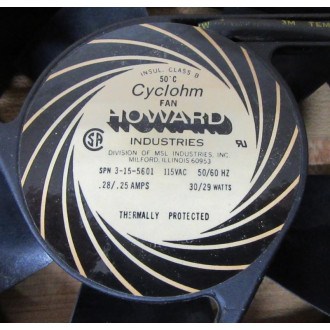 INSUL. CLASS B
50°C
Cyclohm
FAN
HOWARD
INDUSTRIES
DIVISION OF MSL INDUSTRIES, INC.
MILFORD, ILLINOIS 60953
SPN 3-15-5601 115VAC 50/60 HZ
.28/.25 AMPS 30/29 WATTS
THERMALLY PROTECTED